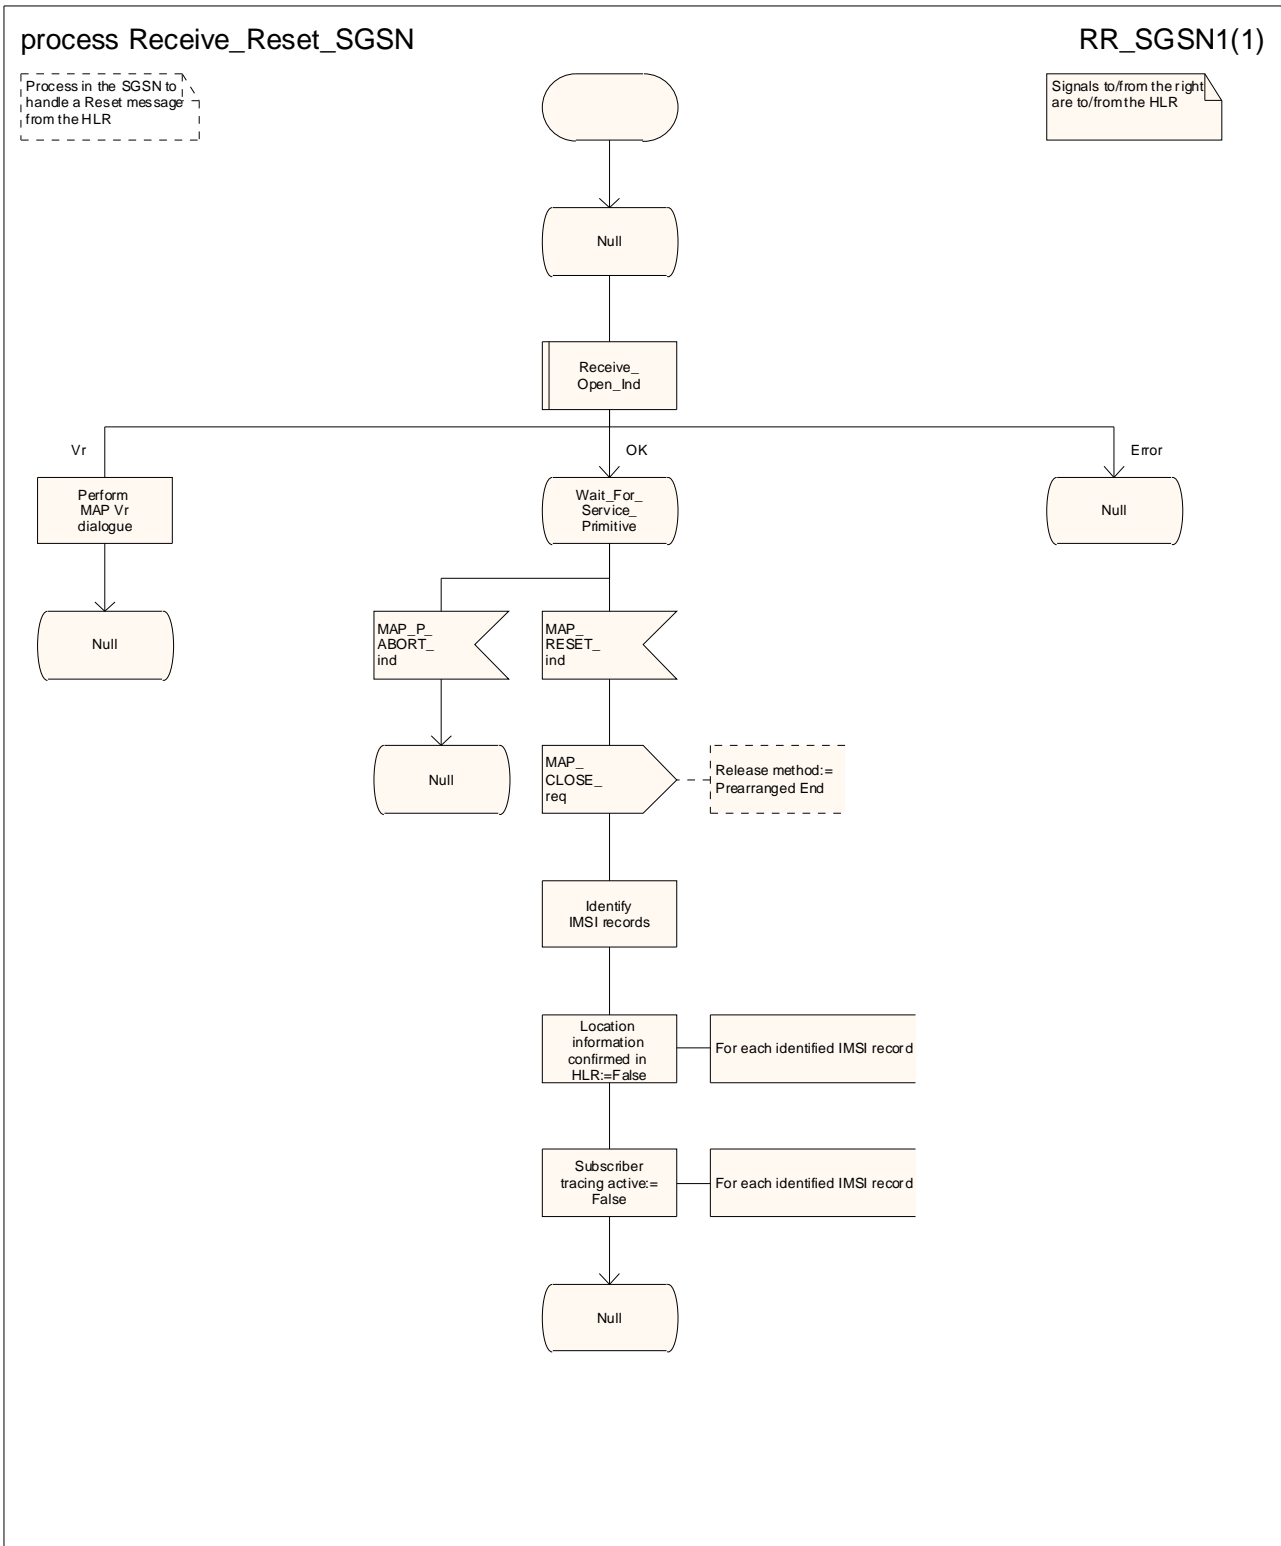 process Receive_Reset_SGSN
RR_SGSN1(1)
Process in the SGSN to
handle a Reset message
from the HLR
Signals to/from the right
are to/from the HLR
Null
Receive_
Open_Ind
Vr
OK
Error
Perform
MAP Vr
dialogue
Wait_For_
Service_
Primitive
Null
Null
MAP_P_
ABORT_
ind
MAP_
RESET_
ind
Null
MAP_
CLOSE_
req
Release method:=
Prearranged End
Identify
IMSI records
Location
information
confirmed in
HLR:=False
For each identified IMSI record
Subscriber
tracing active:=
False
For each identified IMSI record
Null